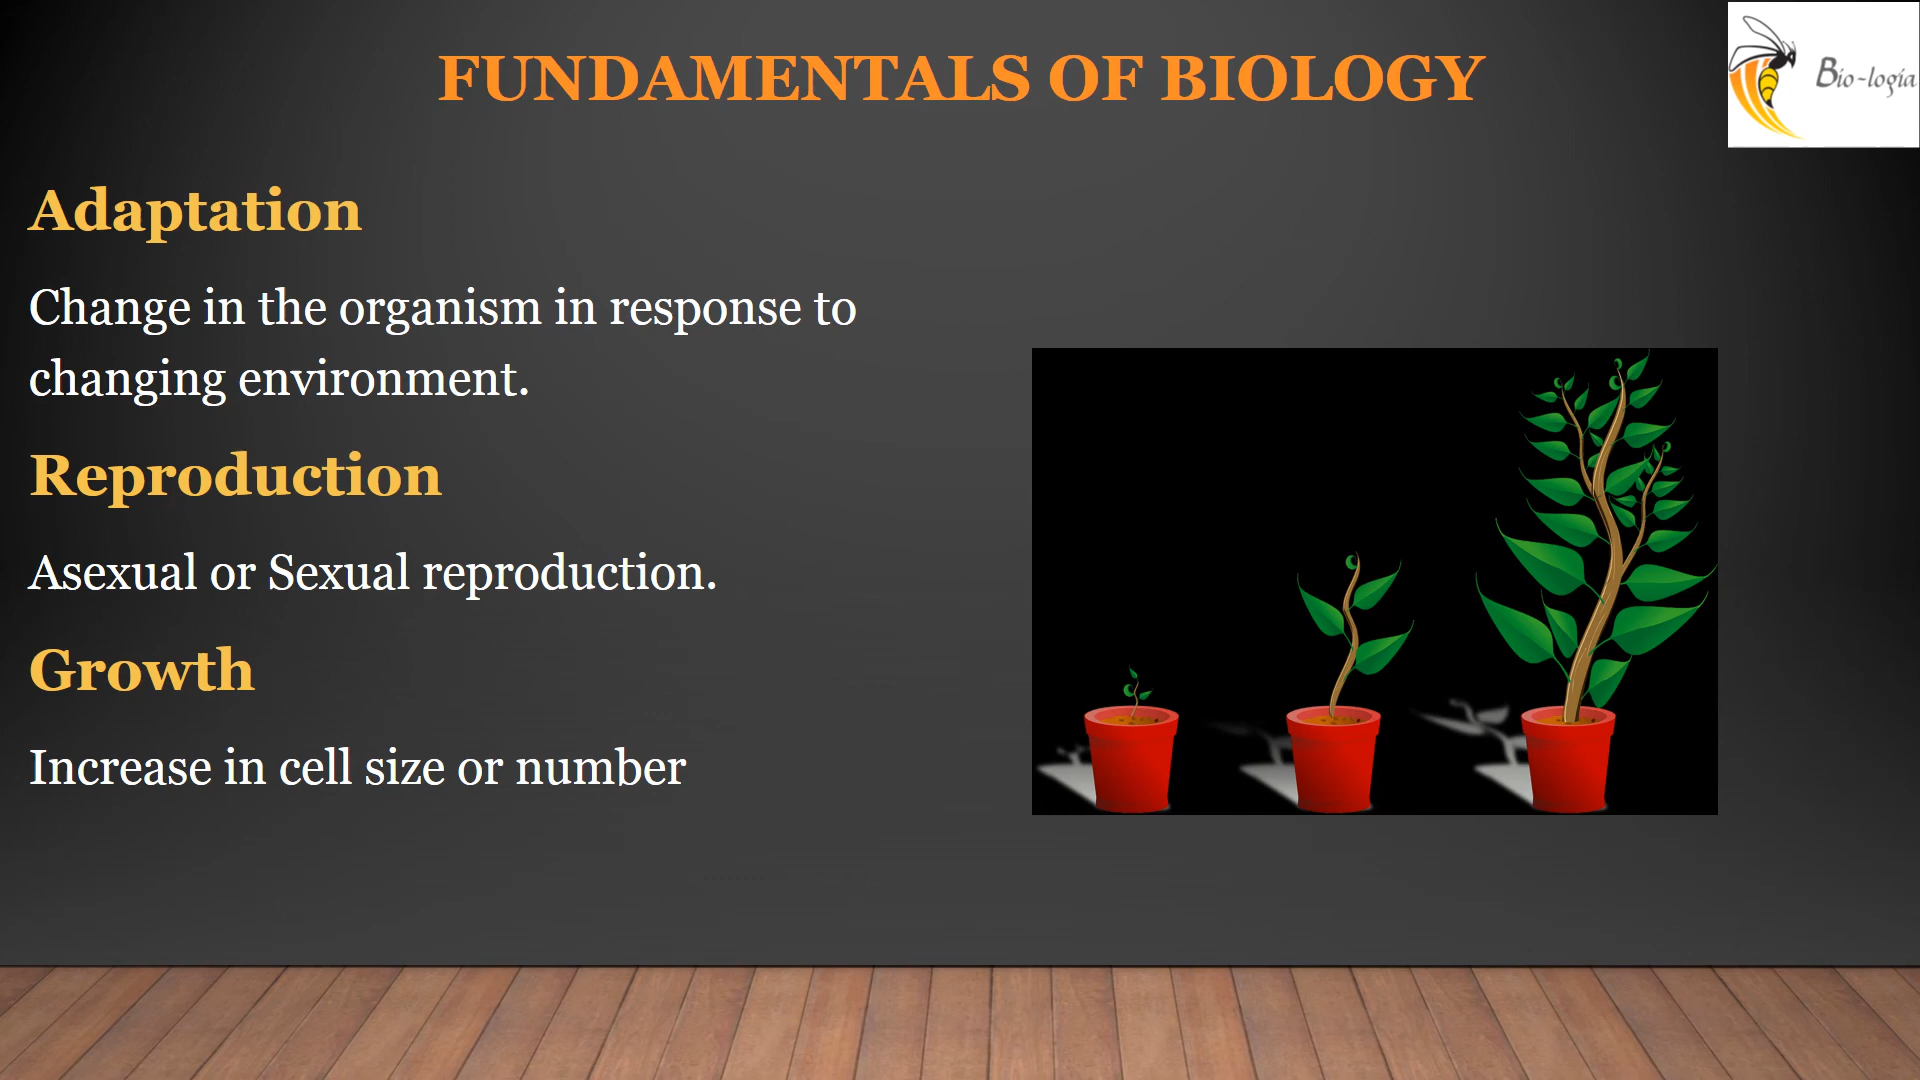 FUNDAMENTALS OF BIOLOGY
Bio-logía
Adaptation
Change in the organism in response to
changing environment.
Reproduction
Asexual or Sexual reproduction.
Growth
Increase in cell size or number